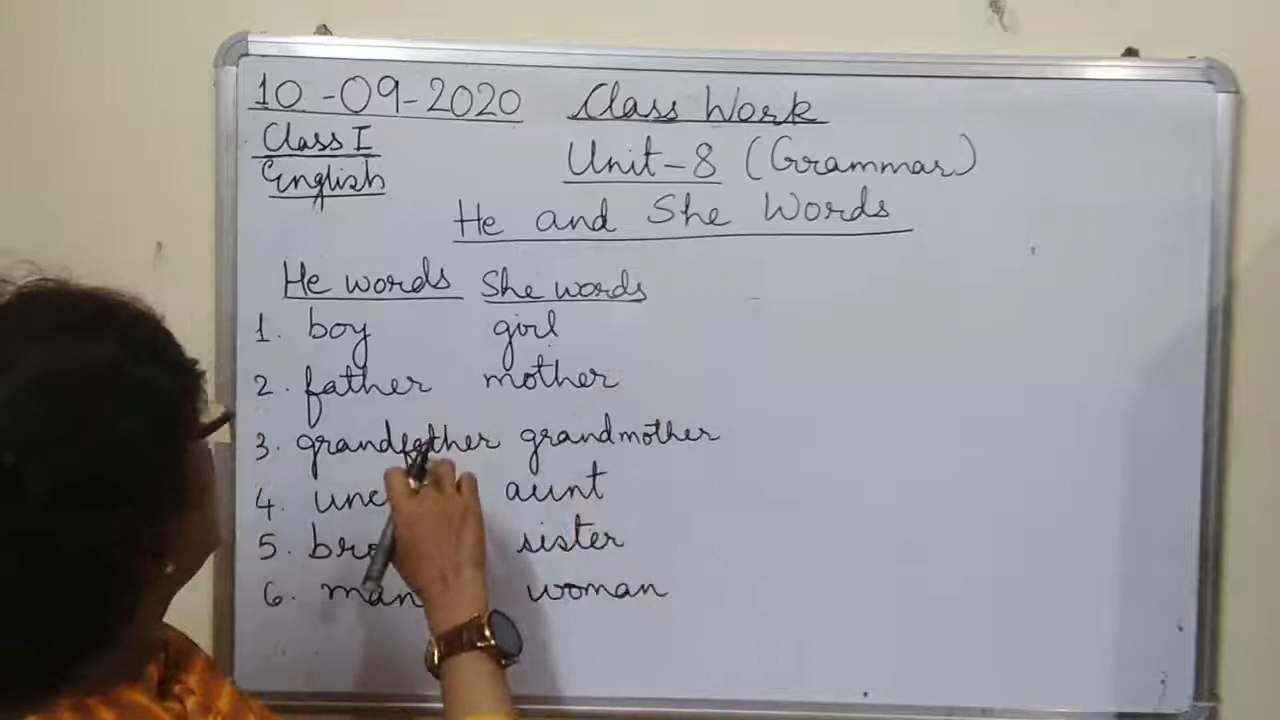 10-09-2020 Class Work
Class I
English
Unit-8 (Grammar)
He and She Words
He words She words
1. boy girl
2. father mother
3. grandfather grandmother
4. aunt
5. sister
6. man woman